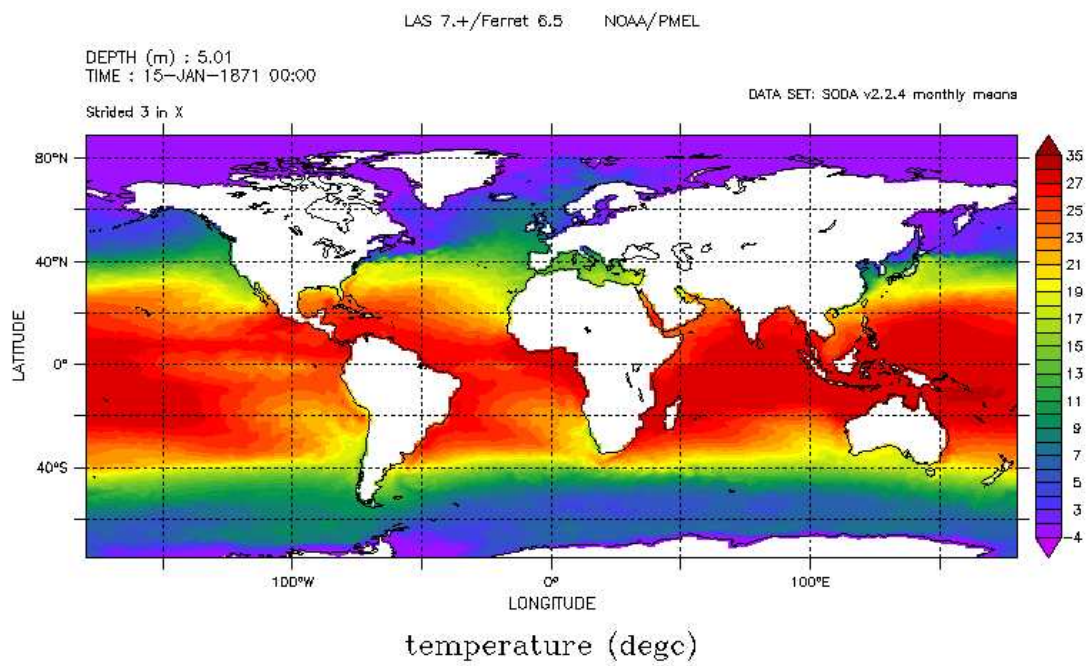 LAS 7.+/Ferret 6.5 NOAA/PMEL
DEPTH (m) : 5.01
TIME : 15-JAN-1871 00:00
DATA SET: SODA v2.2.4 monthly means
Strided 3 in X
80°N
40°N
0°
40°S
LATITUDE
100°W 0° 100°E
LONGITUDE
35
27
25
23
21
19
17
15
13
11
9
7
5
3
-4
temperature (degc)